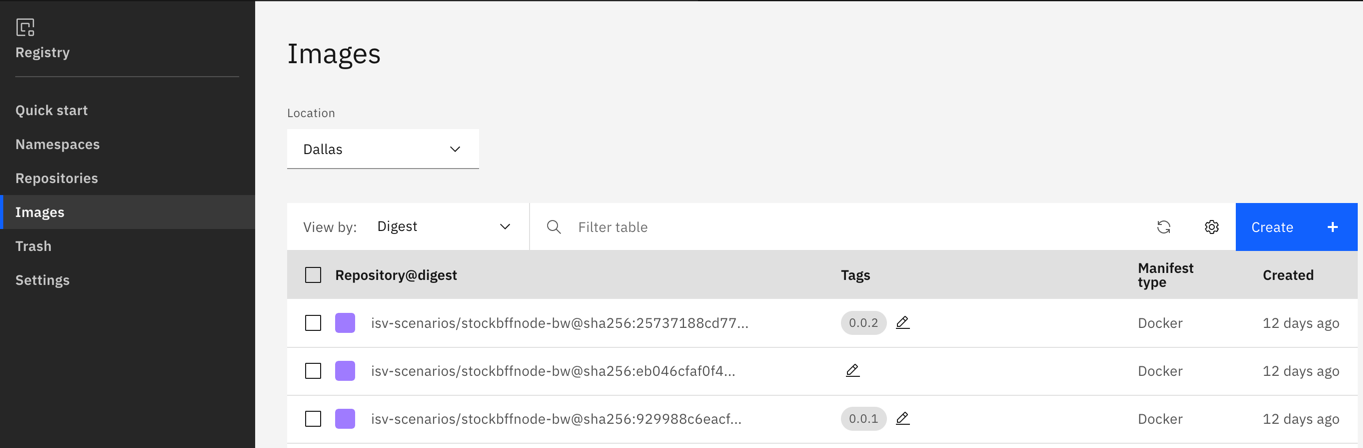 Registry
Quick start
Namespaces
Repositories
Images
Trash
Settings
Images
Location
Dallas
View by: Digest Filter table Create +
Repository@digest Tags Manifest type Created
isv-scenarios/stockbffnode-bw@sha256:25737188cd77... 0.0.2 Docker 12 days ago
isv-scenarios/stockbffnode-bw@sha256:eb046cfaf0f4... Docker 12 days ago
isv-scenarios/stockbffnode-bw@sha256:929988c6eacf... 0.0.1 Docker 12 days ago